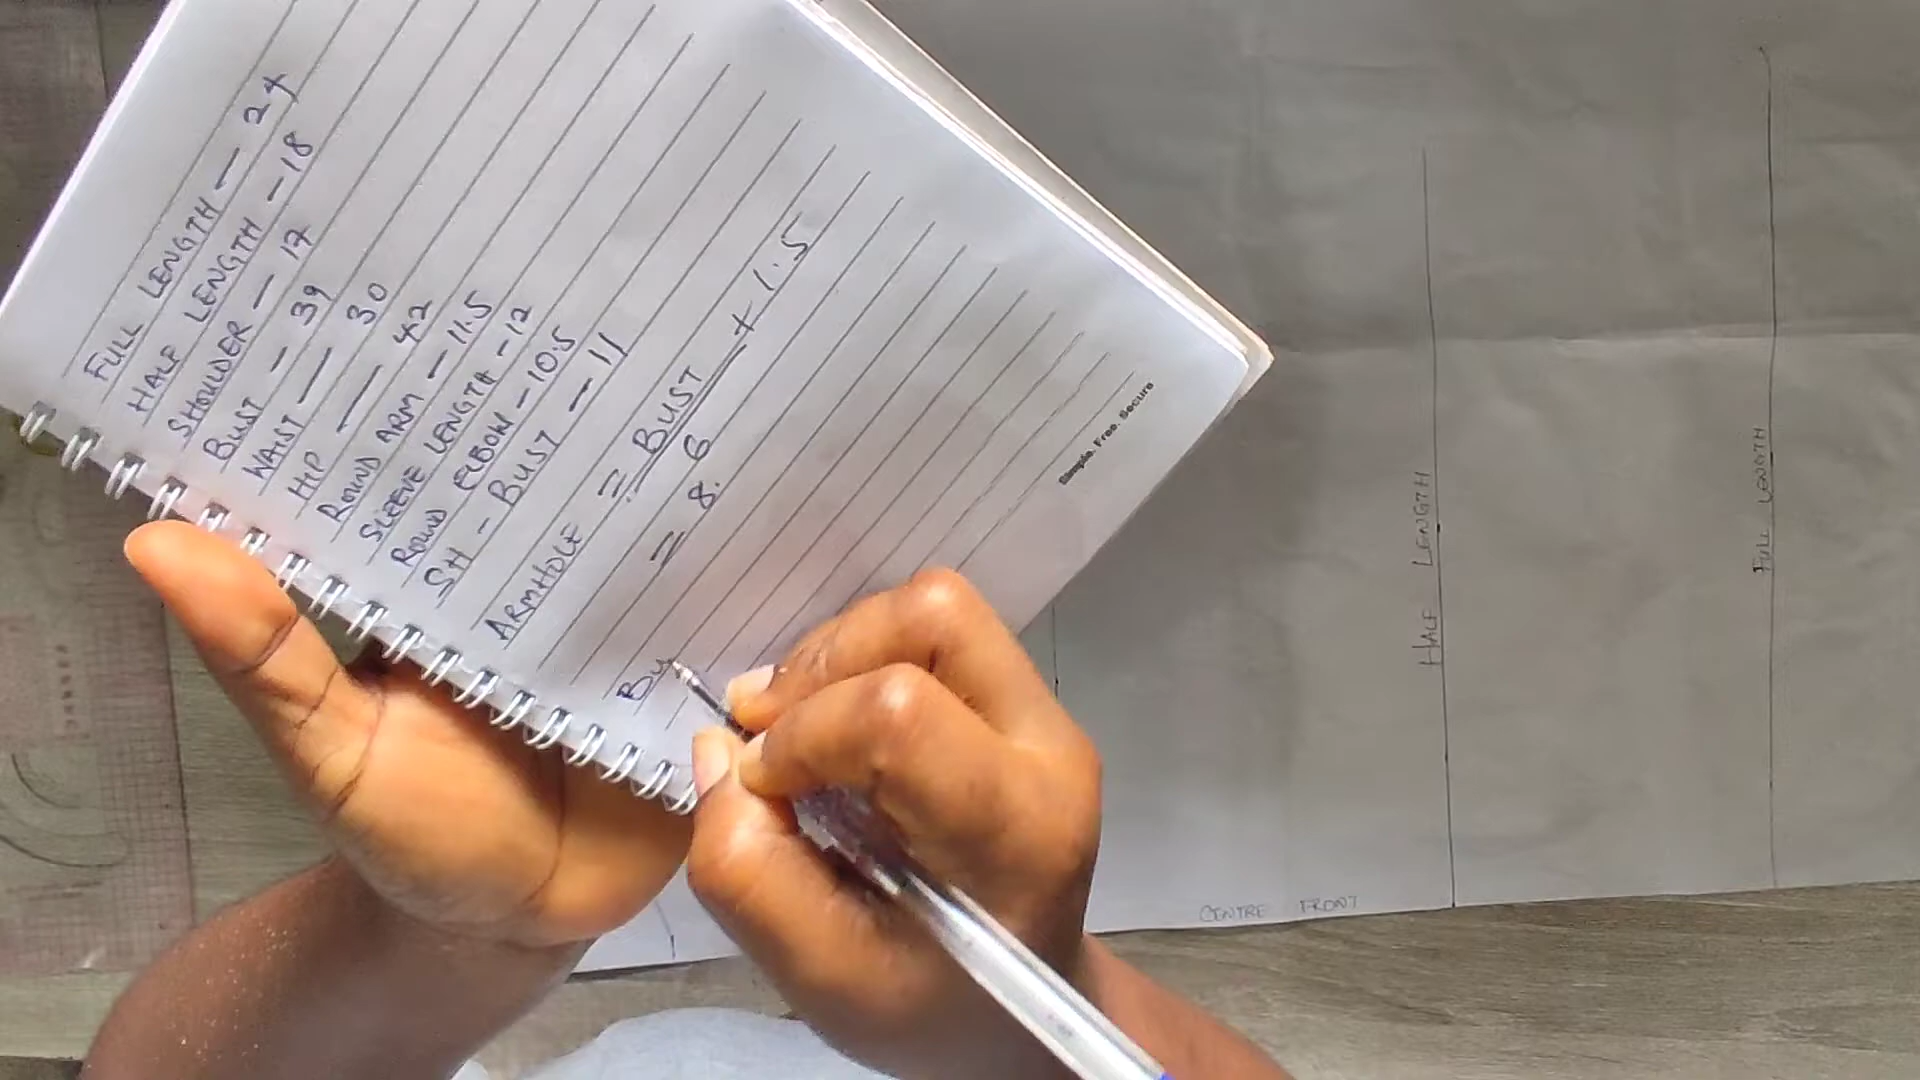 FULL LENGTH — 24
HALF LENGTH — 18
SHOULDER — 17
BUST — 39
WAIST — 30
HIP — 42
ROUND ARM — 11.5
SLEEVE LENGTH — 12
ROUND ELBOW — 10.5
SH - BUST — 11
ARMHOLE = BUST + 1.5
6
= 8.
Bu
Simple. Free. Secure
HALF LENGTH
FULL LENGTH
CENTRE FRONT